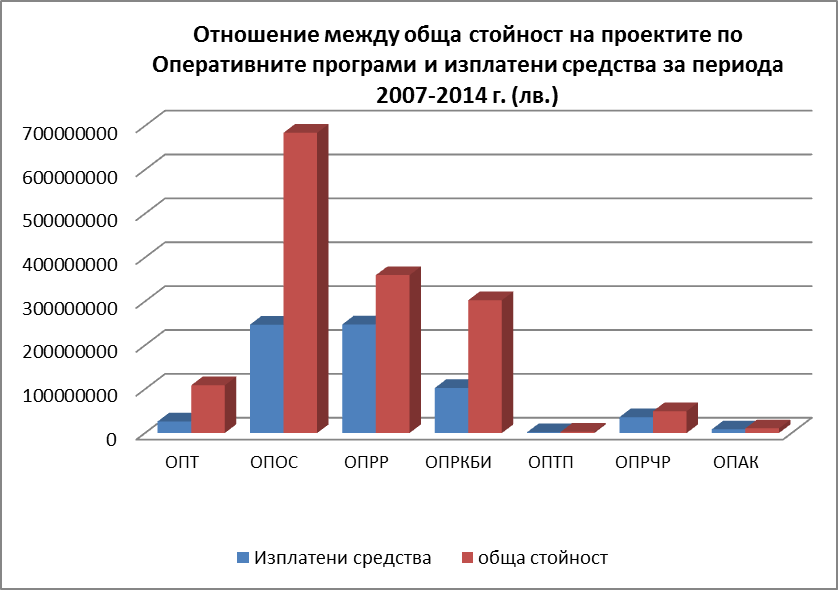 Отношение между обща стойност на проектите по
Оперативните програми и изплатени средства за периода
2007-2014 г. (лв.)
700000000
600000000
500000000
400000000
300000000
200000000
100000000
0
ОПТ ОПОС ОПРР ОПРКБИ ОПТП ОПРЧР ОПАК
Изплатени средства обща стойност